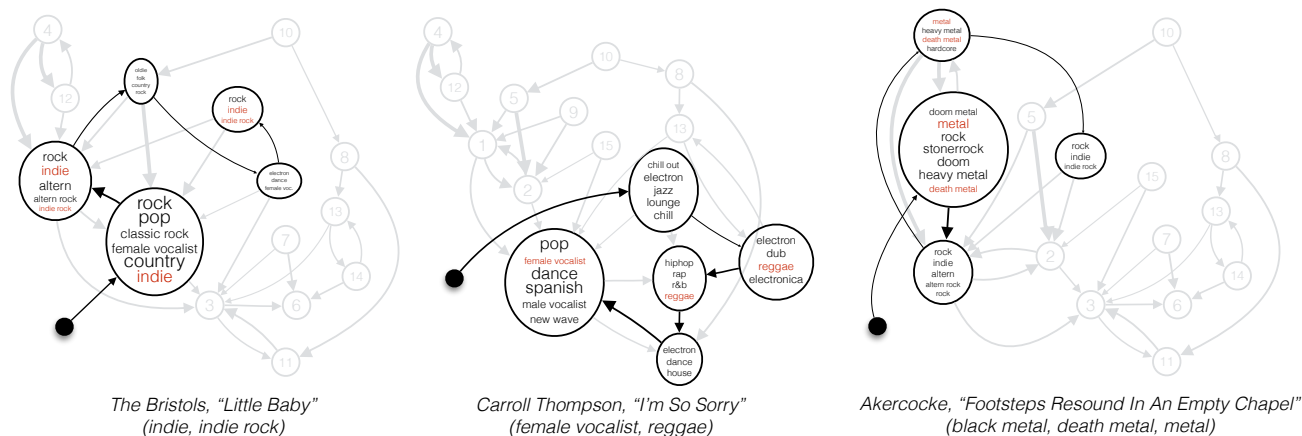 4
12
10
oldie
folk
country
rock
rock
indie
indie rock
rock
indie
altern
altern rock
indie rock
electron
dance
female voc.
rock
pop
classic rock
female vocalist
country
indie
8
13
7
14
3
6
11
The Bristols, “Little Baby”
(indie, indie rock)
4
12
10
5
8
9
13
1
15
2
chill out
electron
jazz
lounge
chill
pop
female vocalist
dance
spanish
male vocalist
new wave
hiphop
rap
r&b
reggae
electron
dub
reggae
electronica
electron
dance
house
Carroll Thompson, “I’m So Sorry”
(female vocalist, reggae)
metal
heavy metal
death metal
hardcore
10
doom metal
metal
rock
stonerrock
doom
heavy metal
death metal
5
rock
indie
indie rock
8
15
13
rock
indie
altern
altern rock
rock
2
7
14
3
6
11
Akercocke, “Footsteps Resound In An Empty Chapel”
(black metal, death metal, metal)